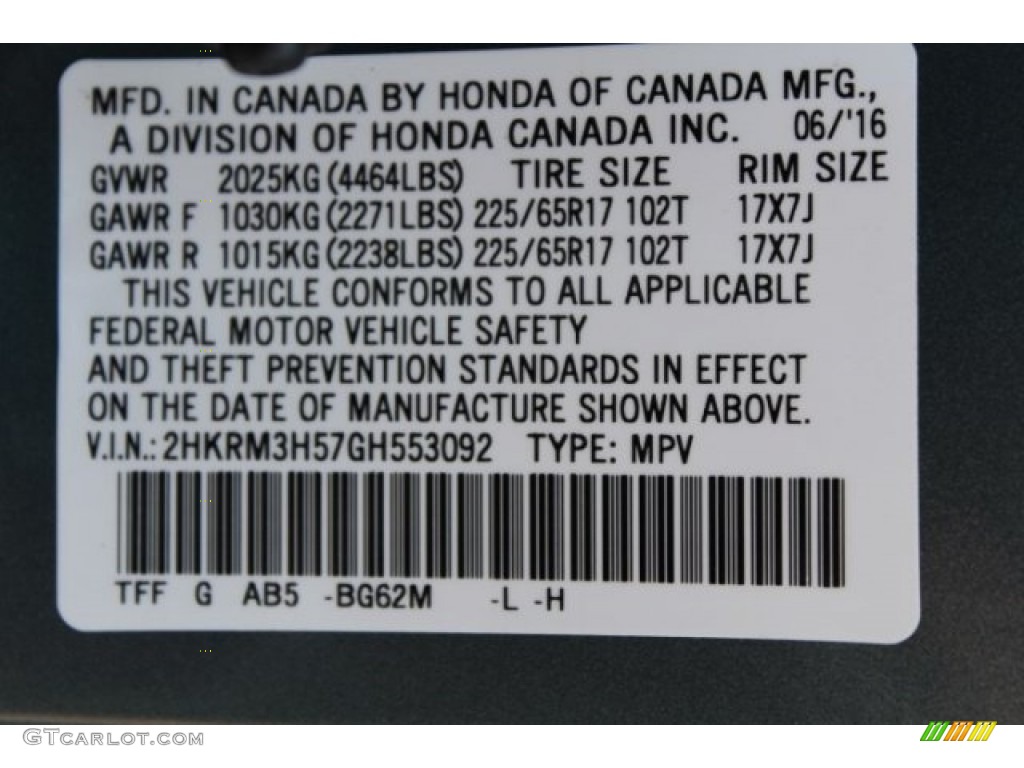 MFD. IN CANADA BY HONDA OF CANADA MFG.,
A DIVISION OF HONDA CANADA INC. 06/'16
GVWR 2025KG (4464LBS) TIRE SIZE RIM SIZE
GAWR F 1030KG (2271LBS) 225/65R17 102T 17X7J
GAWR R 1015KG (2238LBS) 225/65R17 102T 17X7J
THIS VEHICLE CONFORMS TO ALL APPLICABLE
FEDERAL MOTOR VEHICLE SAFETY
AND THEFT PREVENTION STANDARDS IN EFFECT
ON THE DATE OF MANUFACTURE SHOWN ABOVE.
V.I.N.: 2HKRM3H57GH553092 TYPE: MPV
TFF G AB5 -BG62M -L -H
GTCARLOT.COM